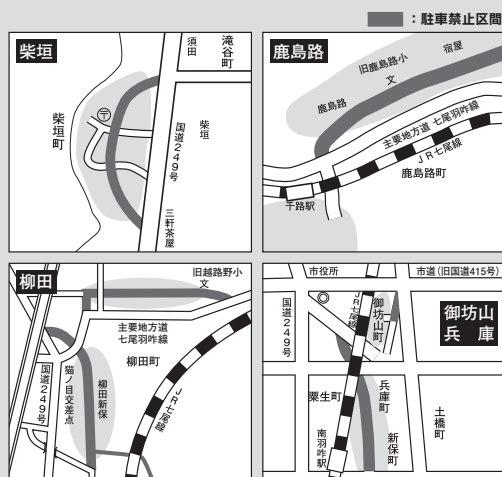 ：駐車禁止区間
柴垣
滝谷町
須田
〒
柴垣町
柴垣
国道249号
三軒茶屋
鹿島路
宿屋
旧鹿島路小
文
鹿島路
主要地方道 七尾羽咋線
JR七尾線
鹿島路町
千路駅
柳田
旧越路野小
文
主要地方道
七尾羽咋線
柳田町
JR七尾線
国道249号
猫ノ目交差点
柳田新保
市役所
市道(旧国道415号)
国道249号
JR七尾線
御坊山町
御坊山
兵庫
粟生町
兵庫町
土橋町
南羽咋駅
新保町